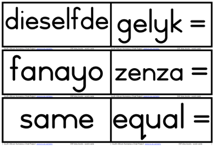 dieselfde gelyk =
fanayo zenza =
same equal =